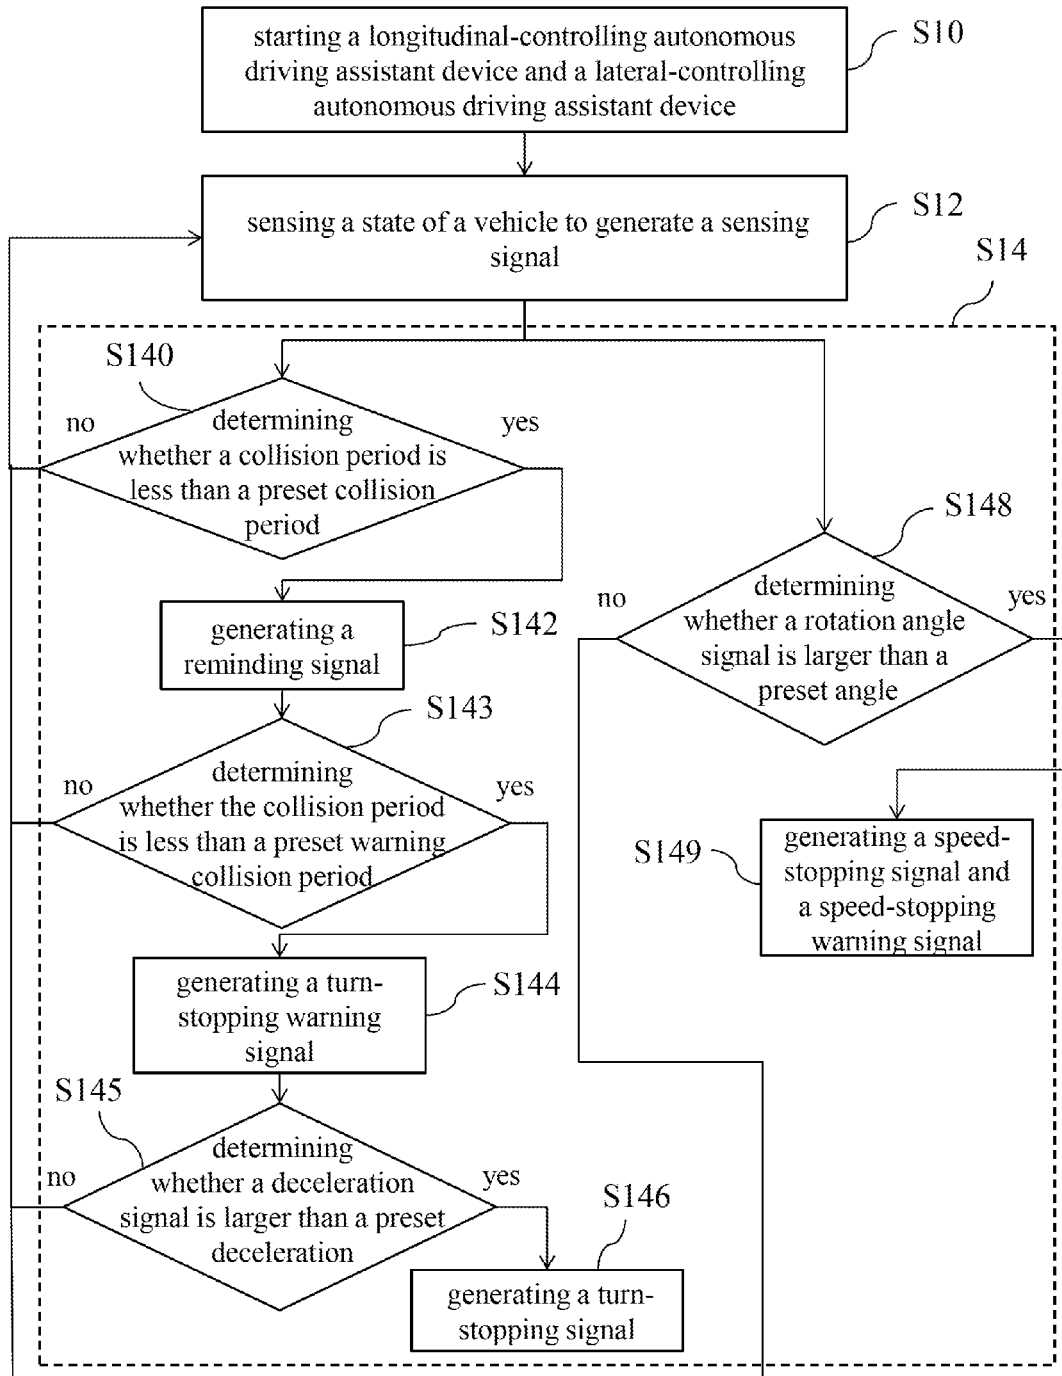 starting a longitudinal-controlling autonomous
driving assistant device and a lateral-controlling
autonomous driving assistant device
S10
sensing a state of a vehicle to generate a sensing
signal
S12
S14
S140
no
yes
determining
whether a collision period is
less than a preset collision
period
S148
no
yes
determining
whether a rotation angle
signal is larger than a
preset angle
generating a
reminding signal
S142
S143
no
yes
determining
whether the collision period
is less than a preset warning
collision period
S149
generating a speed-
stopping signal and
a speed-stopping
warning signal
generating a turn-
stopping warning
signal
S144
S145
no
yes
determining
whether a deceleration
signal is larger than a preset
deceleration
S146
generating a turn-
stopping signal